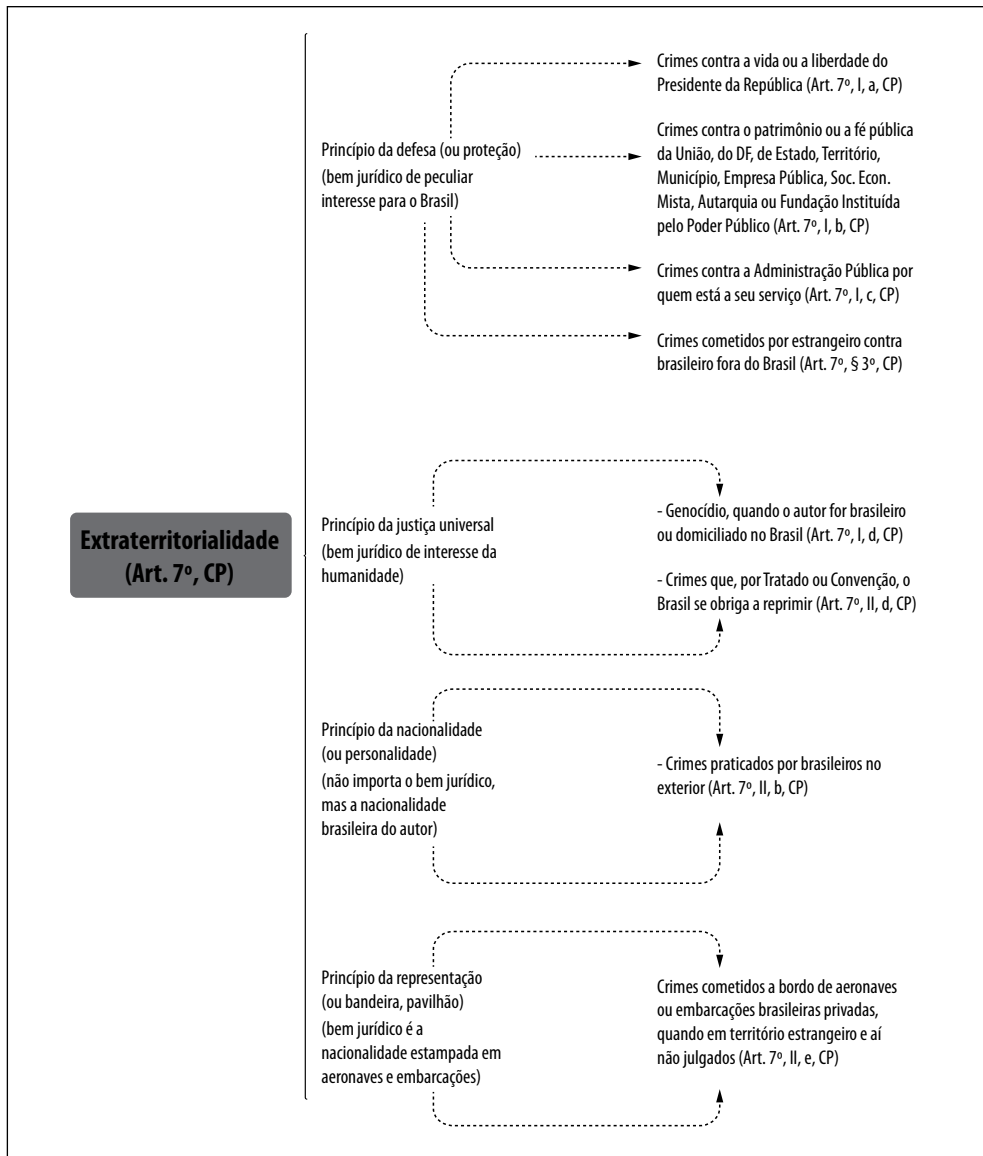 Extraterritorialidade
(Art. 7º, CP)
Princípio da defesa (ou proteção)
(bem jurídico de peculiar
interesse para o Brasil)
Crimes contra a vida ou a liberdade do
Presidente da República (Art. 7º, I, a, CP)
Crimes contra o patrimônio ou a fé pública
da União, do DF, de Estado, Território,
Município, Empresa Pública, Soc. Econ.
Mista, Autarquia ou Fundação Instituída
pelo Poder Público (Art. 7º, I, b, CP)
Crimes contra a Administração Pública por
quem está a seu serviço (Art. 7º, I, c, CP)
Crimes cometidos por estrangeiro contra
brasileiro fora do Brasil (Art. 7º, § 3º, CP)
Princípio da justiça universal
(bem jurídico de interesse da
humanidade)
- Genocídio, quando o autor for brasileiro
ou domiciliado no Brasil (Art. 7º, I, d, CP)
- Crimes que, por Tratado ou Convenção, o
Brasil se obriga a reprimir (Art. 7º, II, d, CP)
Princípio da nacionalidade
(ou personalidade)
(não importa o bem jurídico,
mas a nacionalidade
brasileira do autor)
- Crimes praticados por brasileiros no
exterior (Art. 7º, II, b, CP)
Princípio da representação
(ou bandeira, pavilhão)
(bem jurídico é a
nacionalidade estampada em
aeronaves e embarcações)
Crimes cometidos a bordo de aeronaves
ou embarcações brasileiras privadas,
quando em território estrangeiro e aí
não julgados (Art. 7º, II, e, CP)